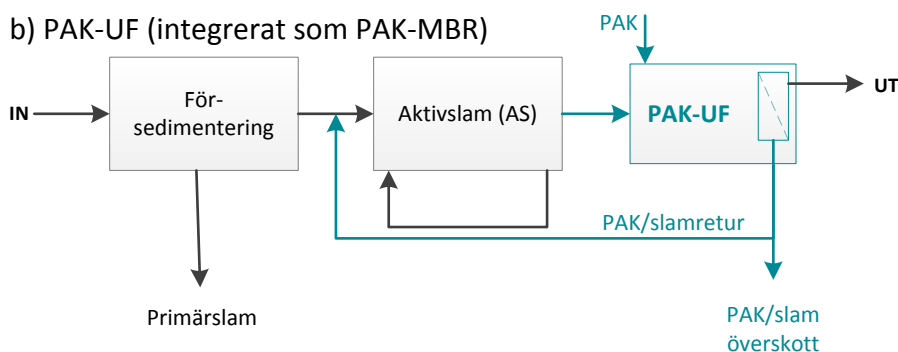 b) PAK-UF (integrerat som PAK-MBR)
PAK
IN
För-
sedimentering
Aktivslam (AS)
PAK-UF
UT
PAK/slamretur
Primärslam
PAK/slam
överskott